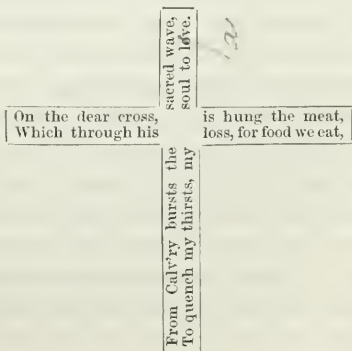 On the dear cross, is hung the meat,
Which through his loss, for food we eat,
From Calv'ry bursts the sacred wave,
To quench my thirsts, my soul to love.